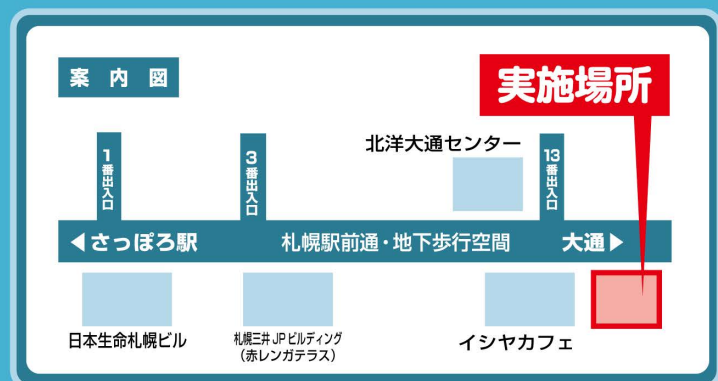 案内図
実施場所
北洋大通センター
1番出入口
3番出入口
13番出入口
◀さっぽろ駅
札幌駅前通・地下歩行空間
大通▶
日本生命札幌ビル
札幌三井JPビルディング
（赤レンガテラス）
イシヤカフェ